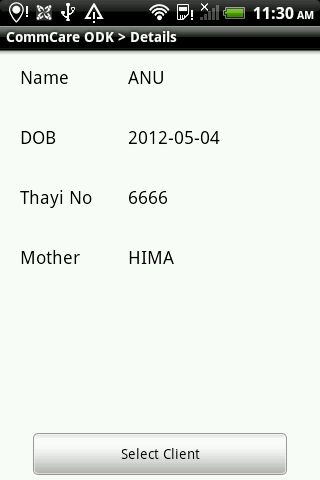 11:30 AM
CommCare ODK > Details
Name ANU
DOB 2012-05-04
Thayi No 6666
Mother HIMA
Select Client